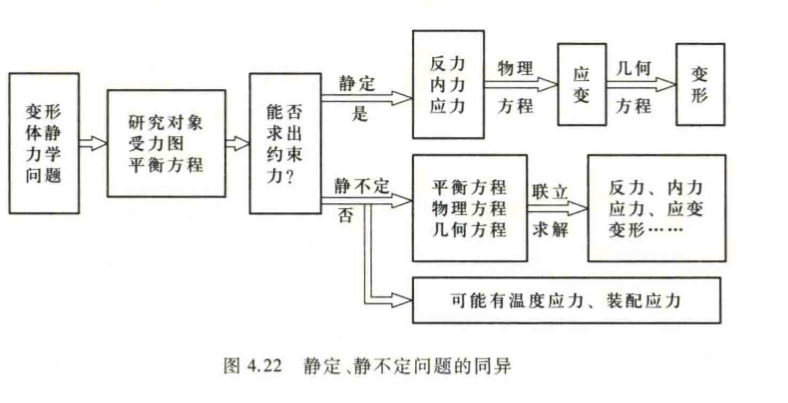 变形
体静
力学
问题
研究对象
受力图
平衡方程
能否
求出
约束
力？
静定
是
反力
内力
应力
物理
方程
应
变
几何
方程
变
形
静不定
否
平衡方程
物理方程
几何方程
联立
求解
反力、内力
应力、应变
变形……
可能有温度应力、装配应力
图 4.22 静定、静不定问题的同异